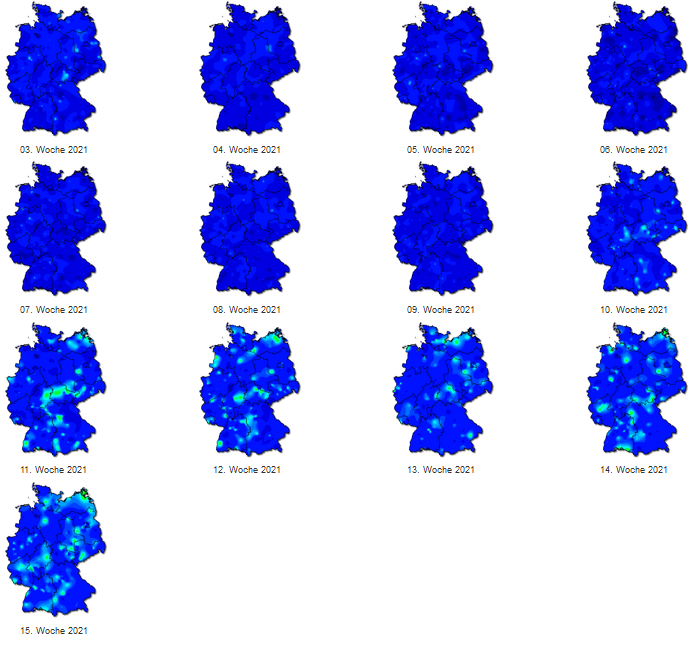 03. Woche 2021
04. Woche 2021
05. Woche 2021
06. Woche 2021
07. Woche 2021
08. Woche 2021
09. Woche 2021
10. Woche 2021
11. Woche 2021
12. Woche 2021
13. Woche 2021
14. Woche 2021
15. Woche 2021